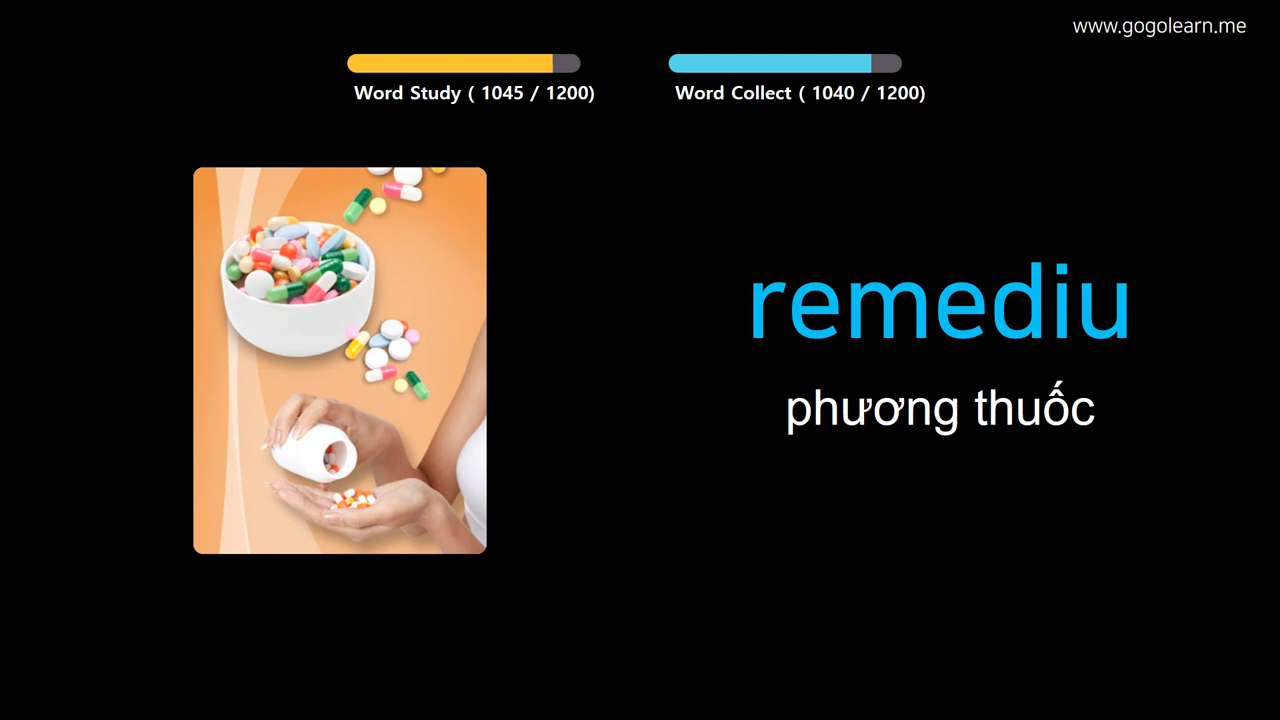 www.gogolearn.me
Word Study ( 1045 / 1200)
Word Collect ( 1040 / 1200)
remediu
phương thuốc